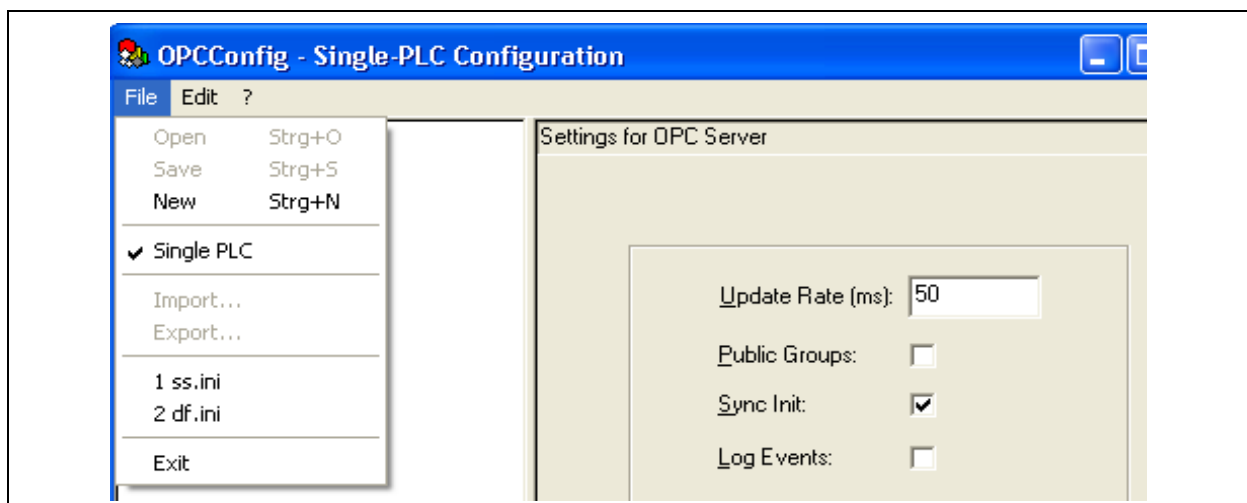 OPCConfig - Single-PLC Configuration
File Edit ?
Open Strg+O
Save Strg+S
New Strg+N
Single PLC
Import...
Export...
1 ss.ini
2 df.ini
Exit
Settings for OPC Server
Update Rate (ms): 50
Public Groups:
Sync Init:
Log Events: